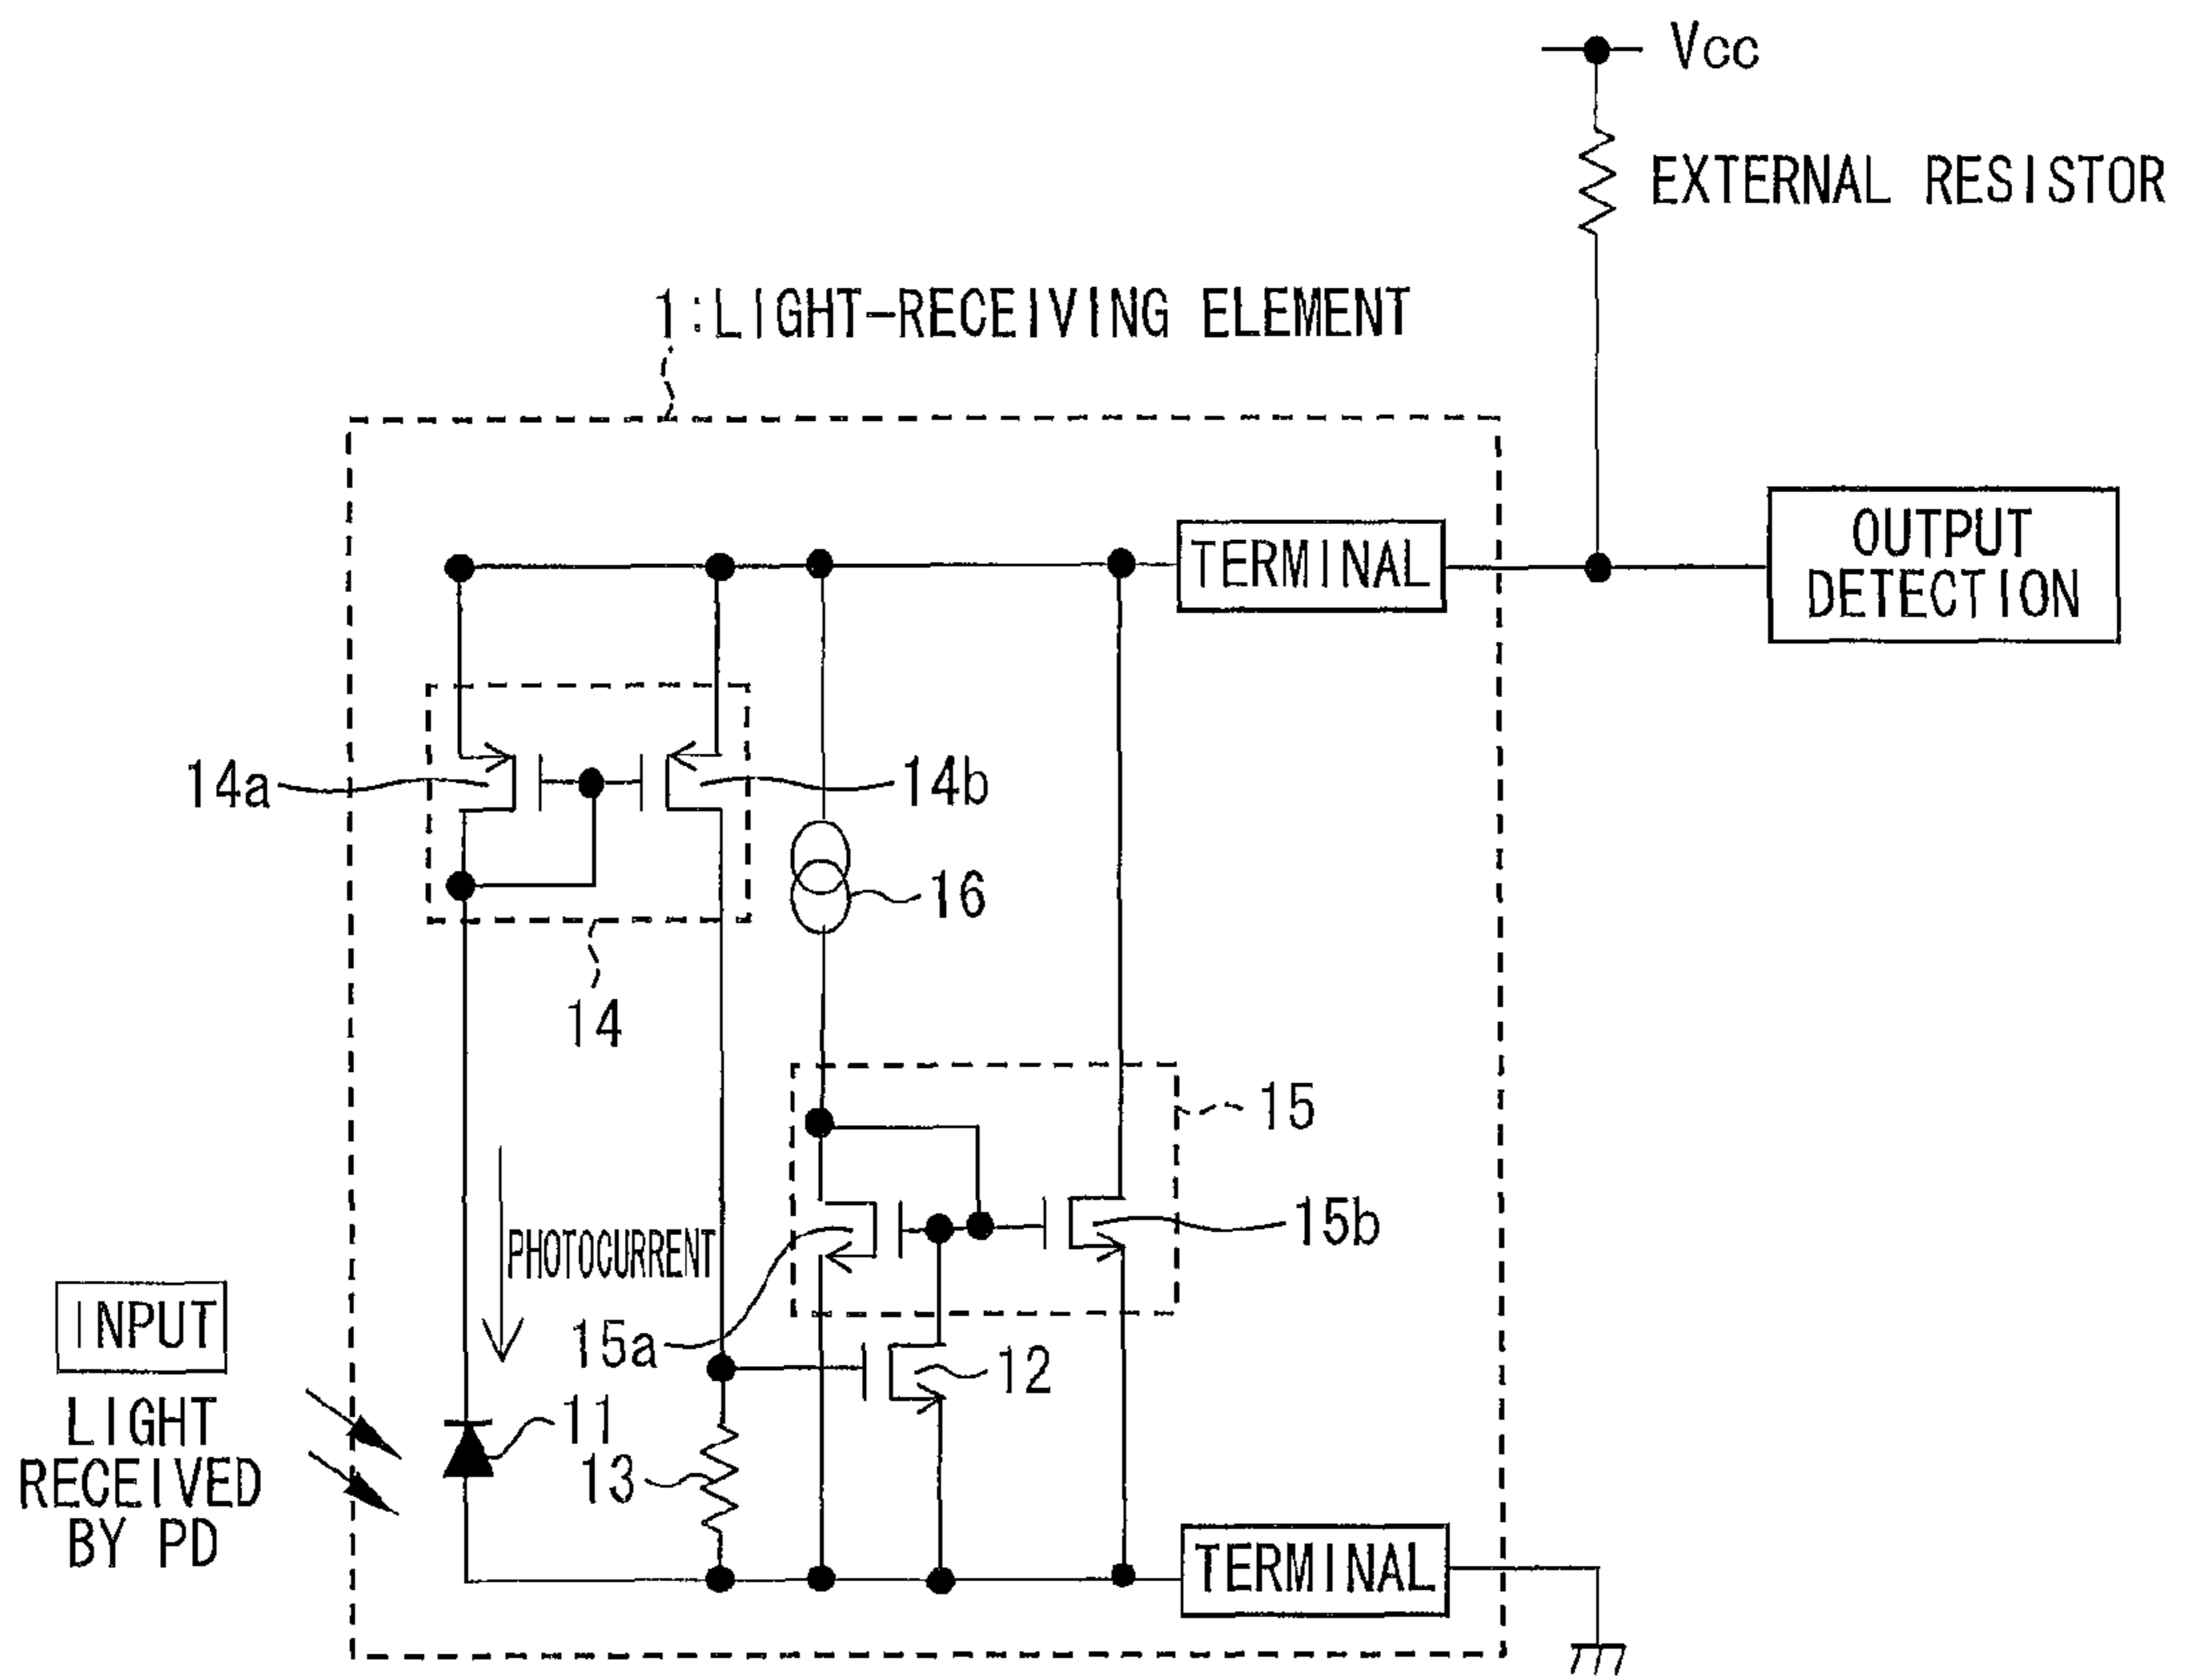 Vcc
EXTERNAL RESISTOR
1:LIGHT-RECEIVING ELEMENT
TERMINAL
OUTPUT
DETECTION
14a
14b
16
14
15
15b
PHOTOCURRENT
INPUT
15a
12
LIGHT
RECEIVED
BY PD
11
13
TERMINAL